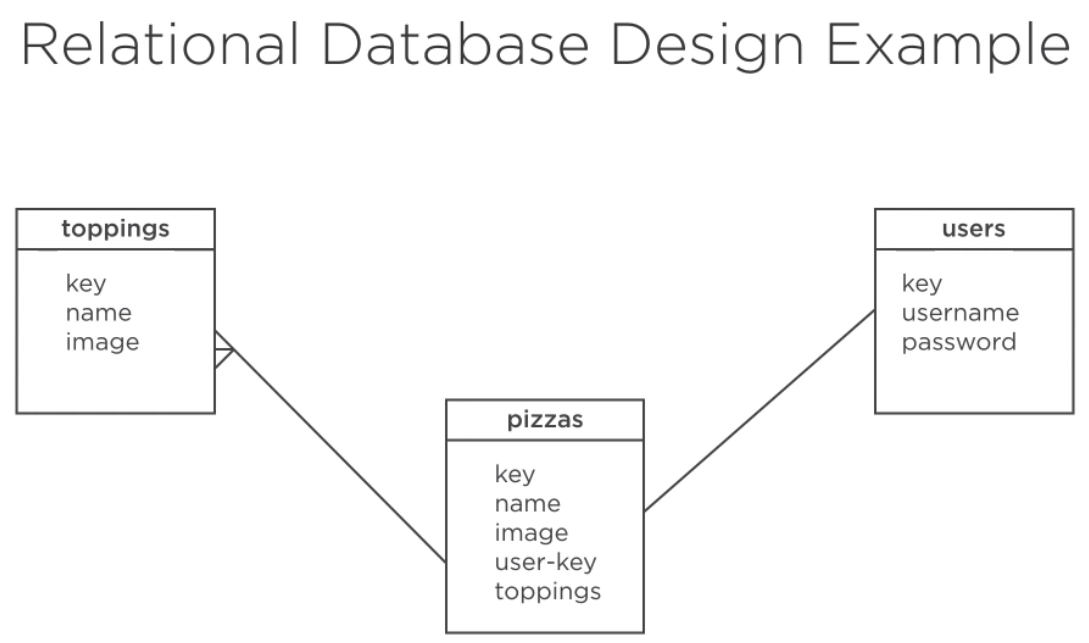 Relational Database Design Example
toppings
key
name
image
users
key
username
password
pizzas
key
name
image
user-key
toppings